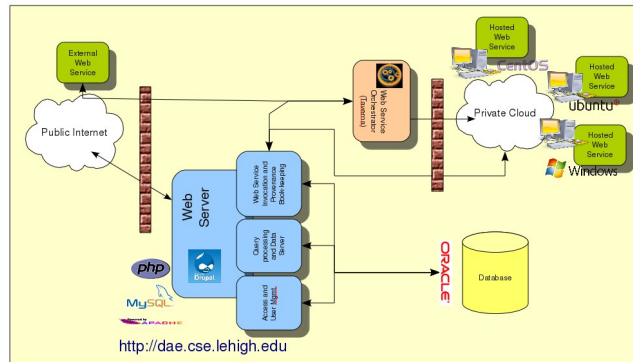 External
Web
Service
Public Internet
Web Service
Orchestrator
(Taverna)
Hosted
Web
Service
CentOS
Hosted
Web
Service
ubuntu
Private Cloud
Hosted
Web
Service
Windows
Web
Server
Web Service
Invocation and
Provenance
Book-keeping
Query
processing
and Data
Server
Access and
User Mgmt.
Drupal
php
MySQL
APACHE
ORACLE
Database
http://dae.cse.lehigh.edu